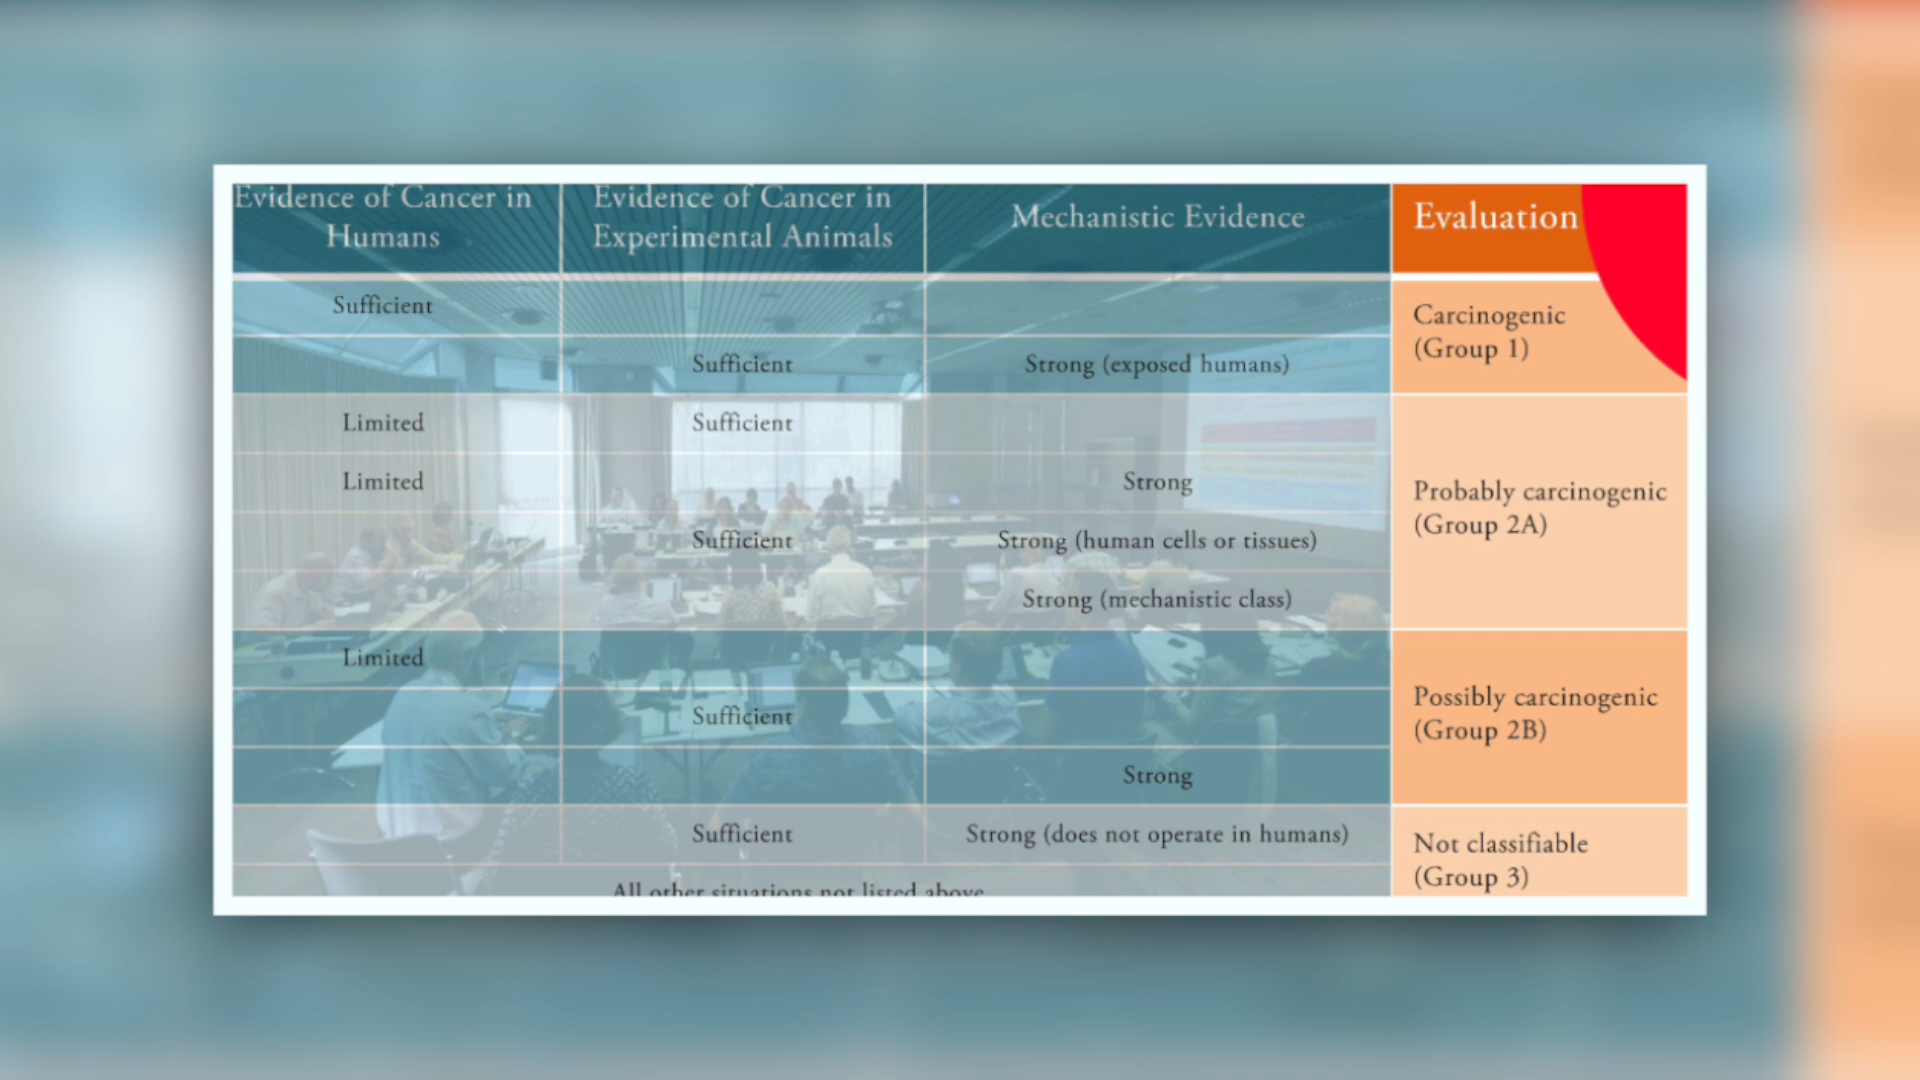 Evidence of Cancer in
Humans
Evidence of Cancer in
Experimental Animals
Mechanistic Evidence
Evaluation
Sufficient
Carcinogenic
(Group 1)
Sufficient
Strong (exposed humans)
Limited
Sufficient
Probably carcinogenic
(Group 2A)
Limited
Strong
Sufficient
Strong (human cells or tissues)
Strong (mechanistic class)
Limited
Possibly carcinogenic
(Group 2B)
Sufficient
Strong
Sufficient
Strong (does not operate in humans)
Not classifiable
(Group 3)
All other situations not listed above